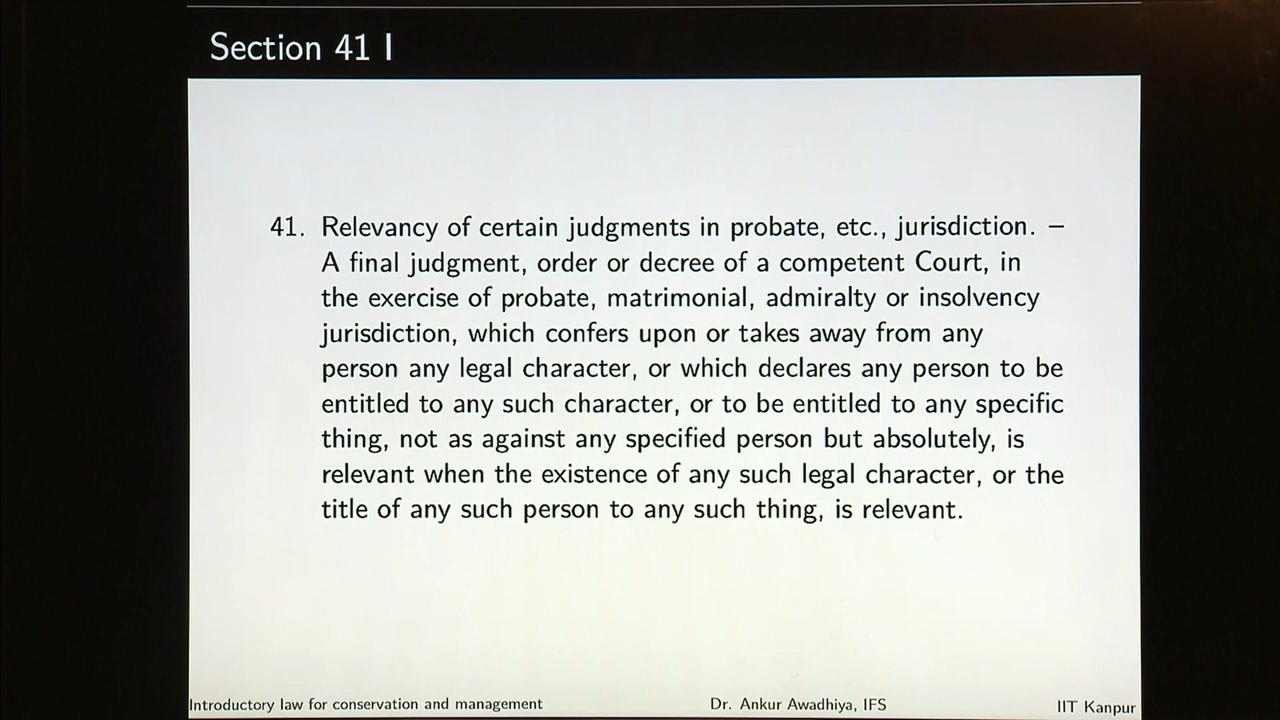 Section 41 I
41. Relevancy of certain judgments in probate, etc., jurisdiction. –
A final judgment, order or decree of a competent Court, in
the exercise of probate, matrimonial, admiralty or insolvency
jurisdiction, which confers upon or takes away from any
person any legal character, or which declares any person to be
entitled to any such character, or to be entitled to any specific
thing, not as against any specified person but absolutely, is
relevant when the existence of any such legal character, or the
title of any such person to any such thing, is relevant.
Introductory law for conservation and management Dr. Ankur Awadhiya, IFS IIT Kanpur